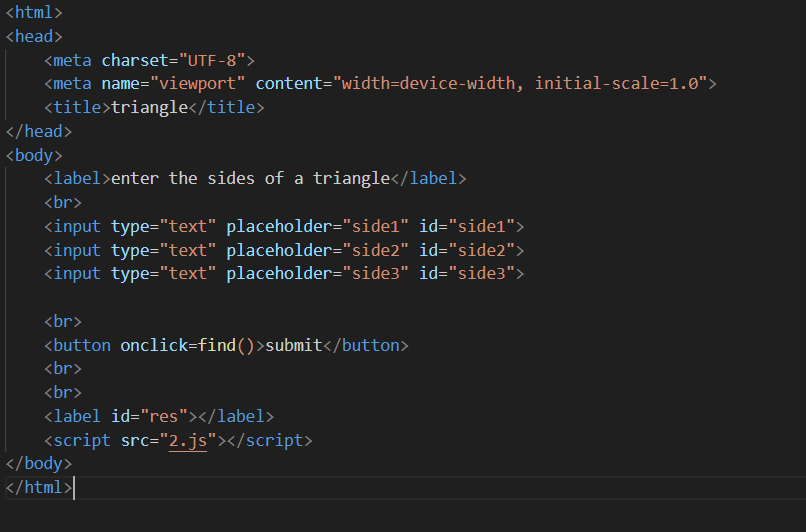 <html>
<head>
    <meta charset="UTF-8">
    <meta name="viewport" content="width=device-width, initial-scale=1.0">
    <title>triangle</title>
</head>
<body>
    <label>enter the sides of a triangle</label>
    <br>
    <input type="text" placeholder="side1" id="side1">
    <input type="text" placeholder="side2" id="side2">
    <input type="text" placeholder="side3" id="side3">

    <br>
    <button onclick=find()>submit</button>
    <br>
    <br>
    <label id="res"></label>
    <script src="2.js"></script>
</body>
</html>